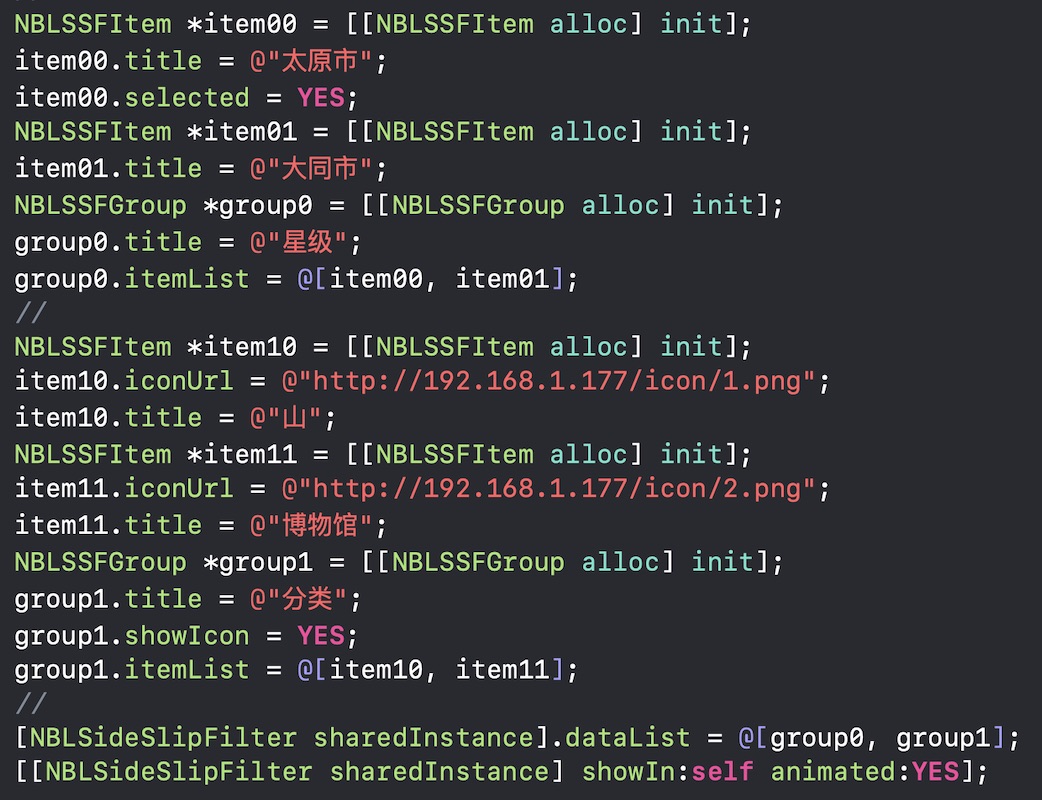 NBLSSFItem *item00 = [[NBLSSFItem alloc] init];
item00.title = @"太原市";
item00.selected = YES;
NBLSSFItem *item01 = [[NBLSSFItem alloc] init];
item01.title = @"大同市";
NBLSSFGroup *group0 = [[NBLSSFGroup alloc] init];
group0.title = @"星级";
group0.itemList = @[item00, item01];
//
NBLSSFItem *item10 = [[NBLSSFItem alloc] init];
item10.iconUrl = @"http://192.168.1.177/icon/1.png";
item10.title = @"山";
NBLSSFItem *item11 = [[NBLSSFItem alloc] init];
item11.iconUrl = @"http://192.168.1.177/icon/2.png";
item11.title = @"博物馆";
NBLSSFGroup *group1 = [[NBLSSFGroup alloc] init];
group1.title = @"分类";
group1.showIcon = YES;
group1.itemList = @[item10, item11];
//
[NBLSideSlipFilter sharedInstance].dataList = @[group0, group1];
[[NBLSideSlipFilter sharedInstance] showIn:self animated:YES];